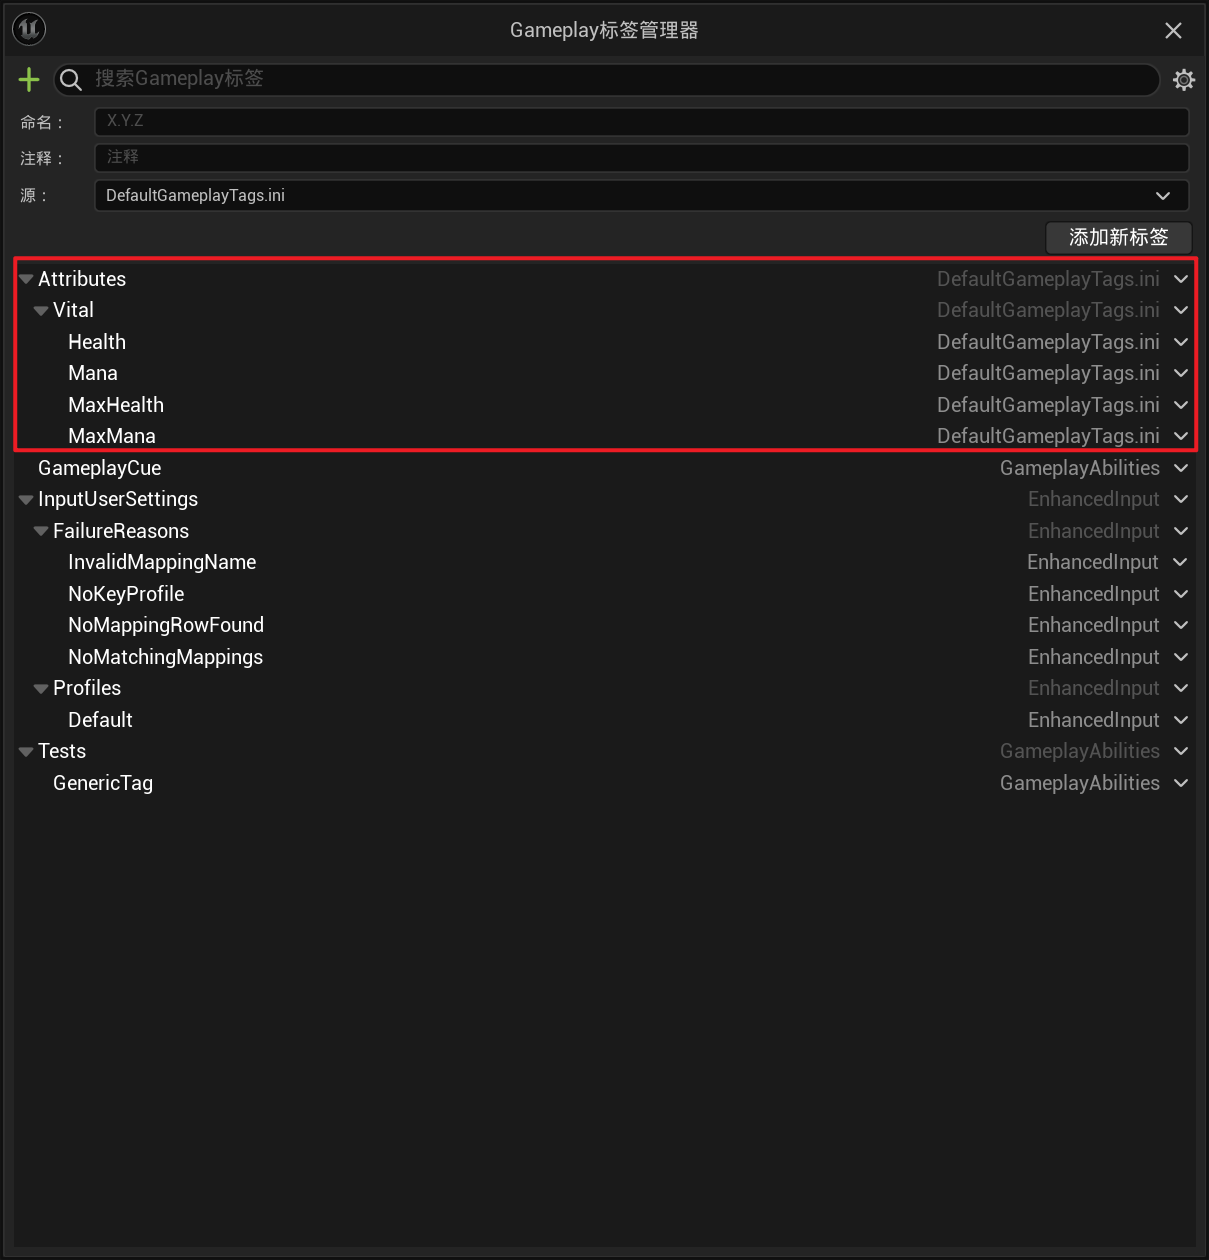 Gameplay标签管理器
搜索Gameplay标签
命名：
X.Y.Z
注释：
注释
源：
DefaultGameplayTags.ini
添加新标签
Attributes DefaultGameplayTags.ini
Vital DefaultGameplayTags.ini
Health DefaultGameplayTags.ini
Mana DefaultGameplayTags.ini
MaxHealth DefaultGameplayTags.ini
MaxMana DefaultGameplayTags.ini
GameplayCue GameplayAbilities
InputUserSettings EnhancedInput
FailureReasons EnhancedInput
InvalidMappingName EnhancedInput
NoKeyProfile EnhancedInput
NoMappingRowFound EnhancedInput
NoMatchingMappings EnhancedInput
Profiles EnhancedInput
Default EnhancedInput
Tests GameplayAbilities
GenericTag GameplayAbilities